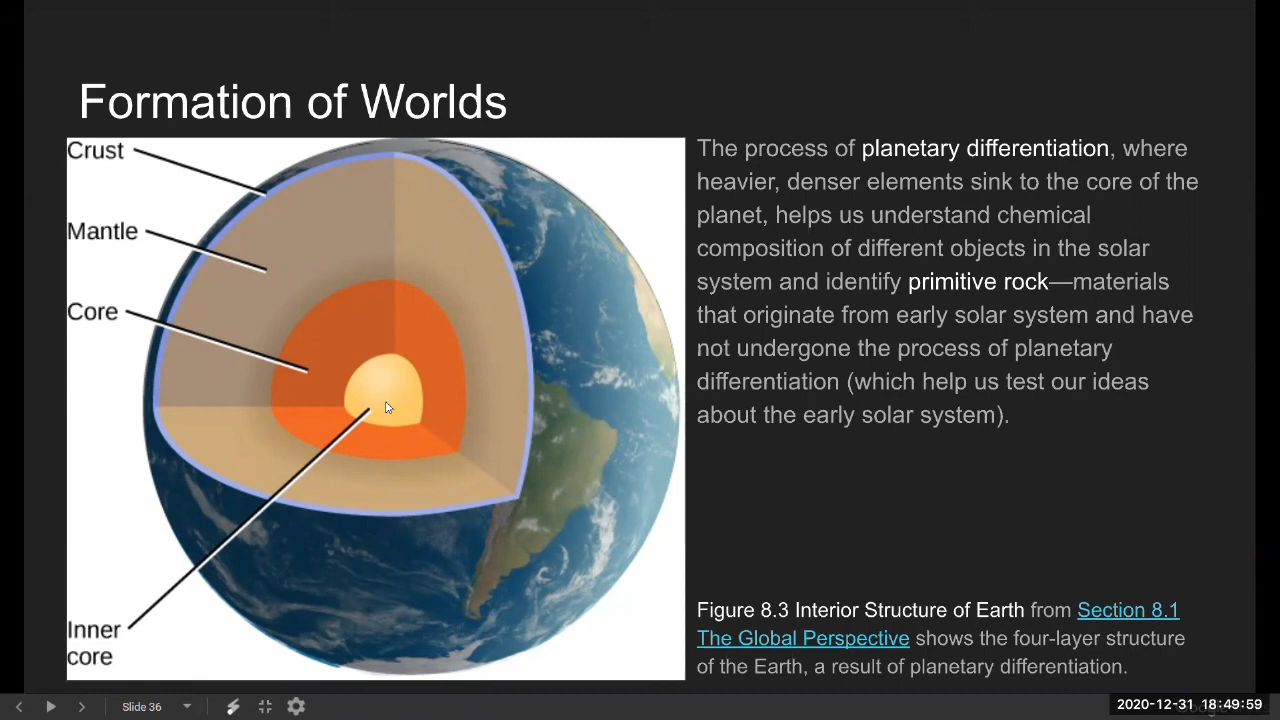 Formation of Worlds
Crust
Mantle
Core
Inner
core
The process of planetary differentiation, where
heavier, denser elements sink to the core of the
planet, helps us understand chemical
composition of different objects in the solar
system and identify primitive rock—materials
that originate from early solar system and have
not undergone the process of planetary
differentiation (which help us test our ideas
about the early solar system).
Figure 8.3 Interior Structure of Earth from Section 8.1
The Global Perspective shows the four-layer structure
of the Earth, a result of planetary differentiation.
Slide 36
2020-12-31 18:49:59